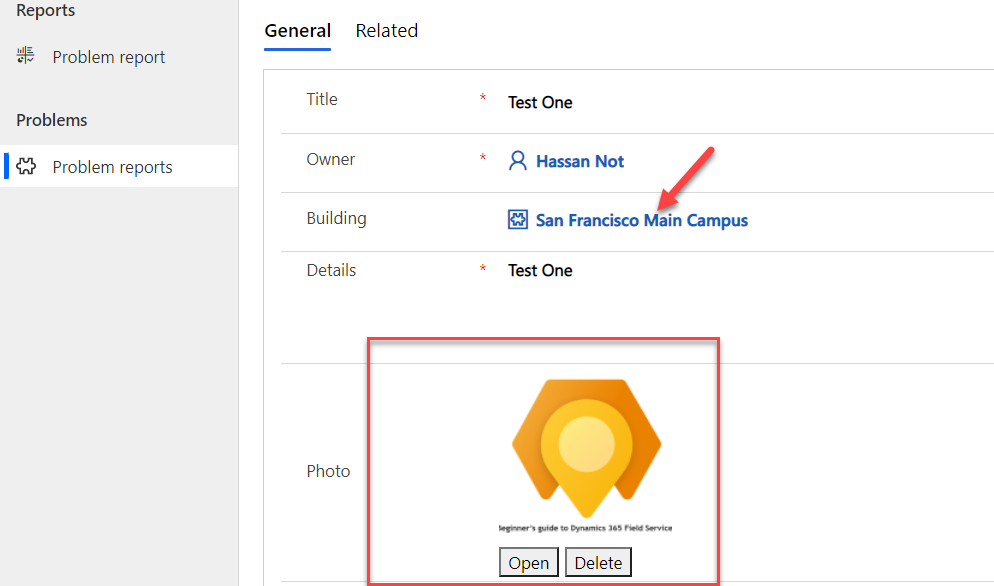 Reports
Problem report
Problems
Problem reports
General Related
Title * Test One
Owner * Hassan Not
Building San Francisco Main Campus
Details * Test One
Photo
Beginner's guide to Dynamics 365 Field Service
Open Delete